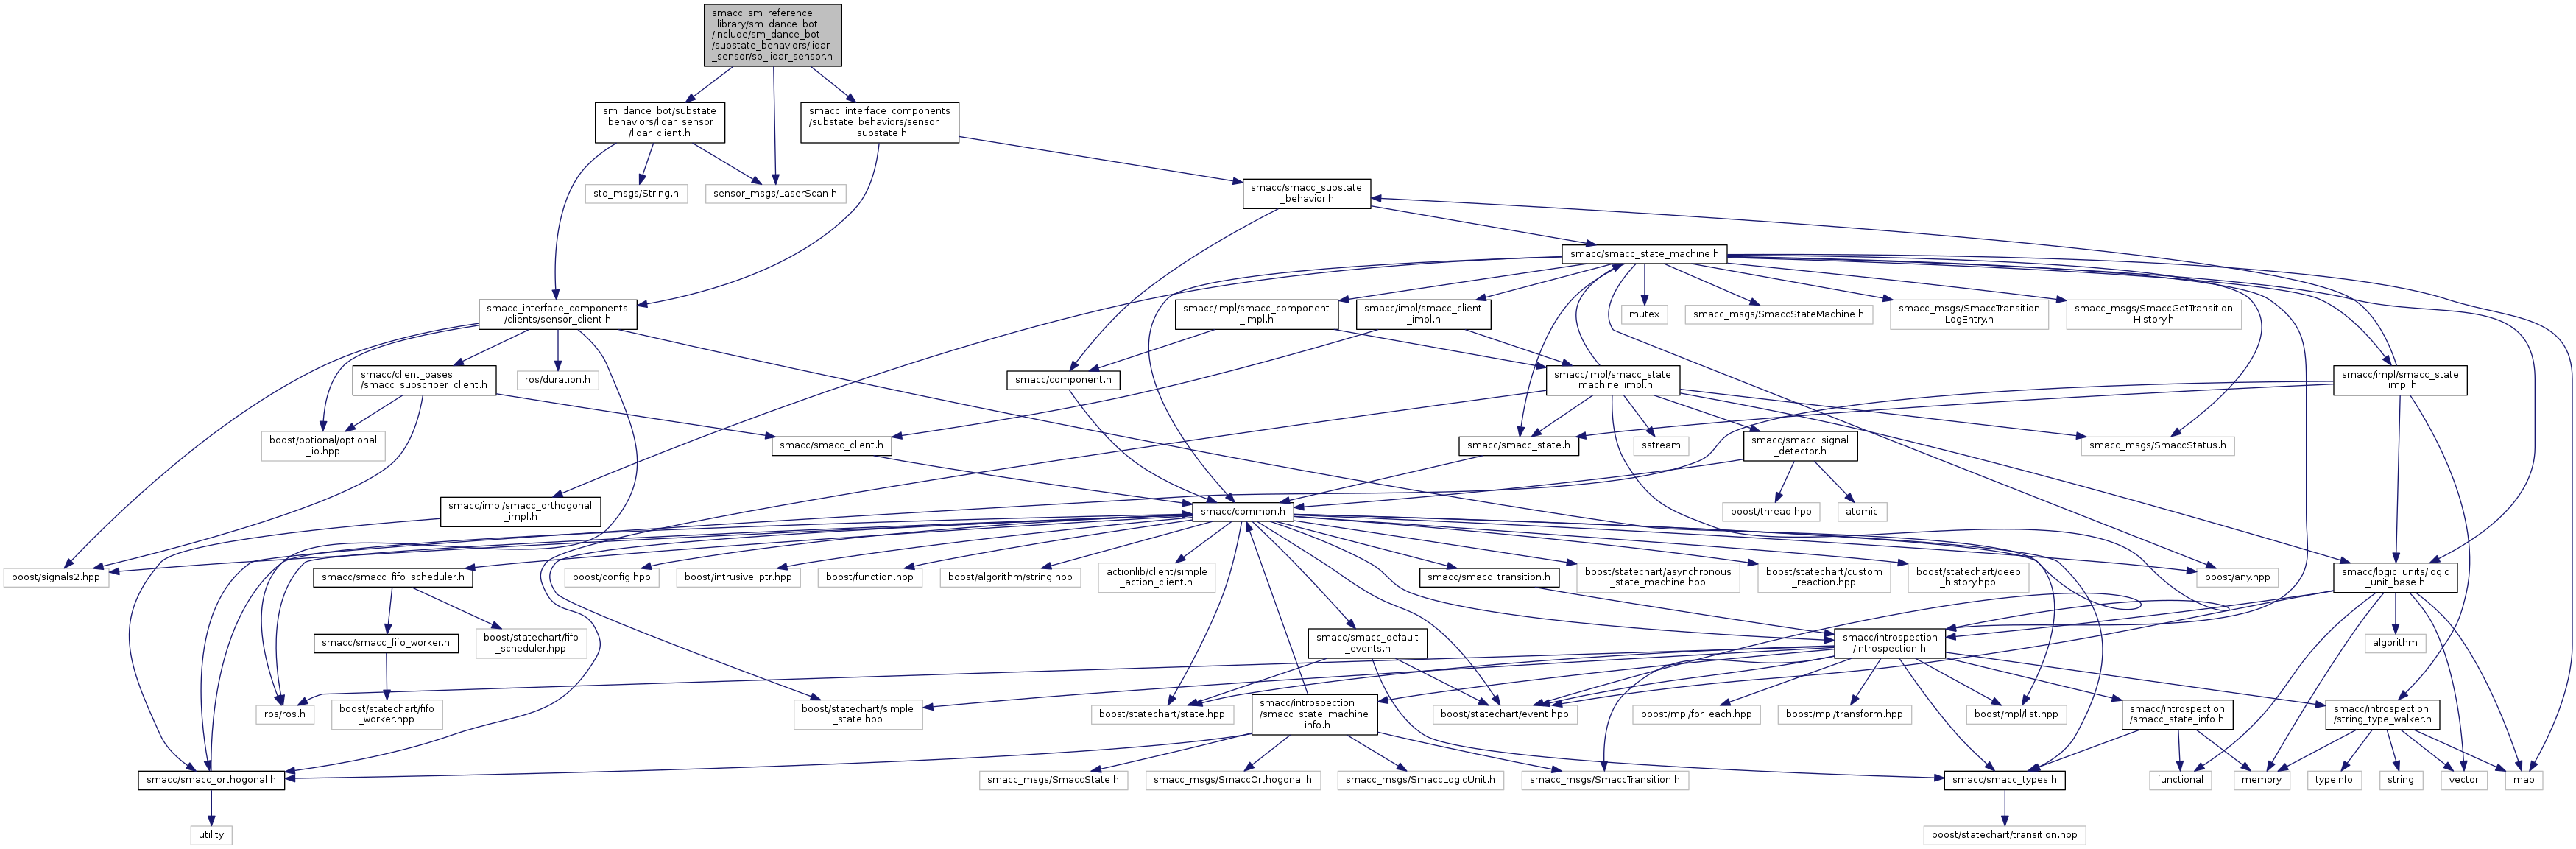 smacc_sm_reference
_library/sm_dance_bot
/include/sm_dance_bot
/substate_behaviors/lidar
_sensor/sb_lidar_sensor.h
sm_dance_bot/substate
_behaviors/lidar_sensor
/lidar_client.h
smacc_interface_components
/substate_behaviors/sensor
_substate.h
std_msgs/String.h
sensor_msgs/LaserScan.h
smacc/smacc_substate
_behavior.h
smacc/smacc_state_machine.h
smacc_interface_components
/clients/sensor_client.h
smacc/impl/smacc_component
_impl.h
smacc/impl/smacc_client
_impl.h
mutex
smacc_msgs/SmaccStateMachine.h
smacc_msgs/SmaccTransition
LogEntry.h
smacc_msgs/SmaccGetTransition
History.h
smacc/client_bases
/smacc_subscriber_client.h
ros/duration.h
smacc/component.h
smacc/impl/smacc_state
_machine_impl.h
smacc/impl/smacc_state
_impl.h
boost/optional/optional
_io.hpp
smacc/smacc_client.h
smacc/smacc_state.h
sstream
smacc/smacc_signal
_detector.h
smacc_msgs/SmaccStatus.h
smacc/impl/smacc_orthogonal
_impl.h
smacc/common.h
boost/thread.hpp
atomic
boost/signals2.hpp
smacc/smacc_fifo_scheduler.h
boost/config.hpp
boost/intrusive_ptr.hpp
boost/function.hpp
boost/algorithm/string.hpp
actionlib/client/simple
_action_client.h
smacc/smacc_transition.h
boost/statechart/asynchronous
_state_machine.hpp
boost/statechart/custom
_reaction.hpp
boost/statechart/deep
_history.hpp
boost/any.hpp
smacc/logic_units/logic
_unit_base.h
smacc/smacc_fifo_worker.h
boost/statechart/fifo
_scheduler.hpp
smacc/smacc_default
_events.h
smacc/introspection
/introspection.h
algorithm
ros/ros.h
boost/statechart/fifo
_worker.hpp
boost/statechart/simple
_state.hpp
boost/statechart/state.hpp
smacc/introspection
/smacc_state_machine
_info.h
boost/statechart/event.hpp
boost/mpl/for_each.hpp
boost/mpl/transform.hpp
boost/mpl/list.hpp
smacc/introspection
/smacc_state_info.h
smacc/introspection
/string_type_walker.h
smacc/smacc_orthogonal.h
smacc_msgs/SmaccState.h
smacc_msgs/SmaccOrthogonal.h
smacc_msgs/SmaccLogicUnit.h
smacc_msgs/SmaccTransition.h
smacc/smacc_types.h
functional
memory
typeinfo
string
vector
map
utility
boost/statechart/transition.hpp